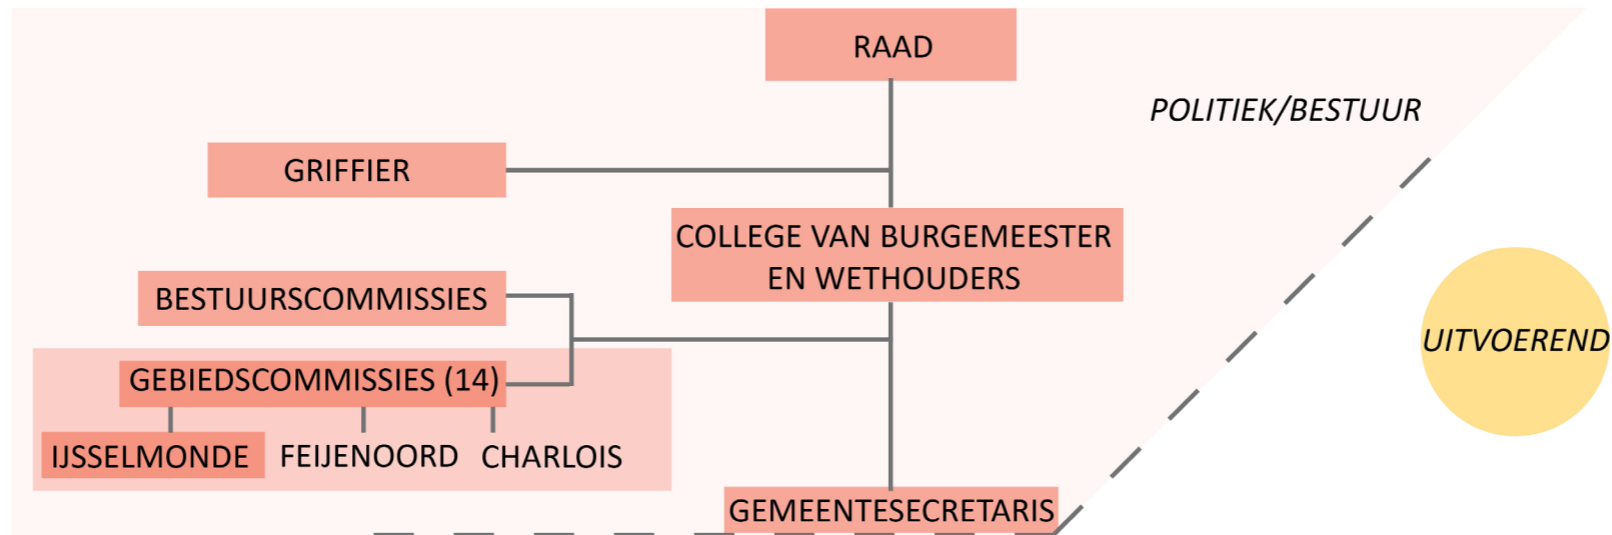 RAAD
POLITIEK/BESTUUR
GRIFFIER
COLLEGE VAN BURGEMEESTER
EN WETHOUDERS
BESTUURSCOMMISSIES
UITVOEREND
GEBIEDSCOMMISSIES (14)
IJSSELMONDE
FEIJENOORD
CHARLOIS
GEMEENTESECRETARIS